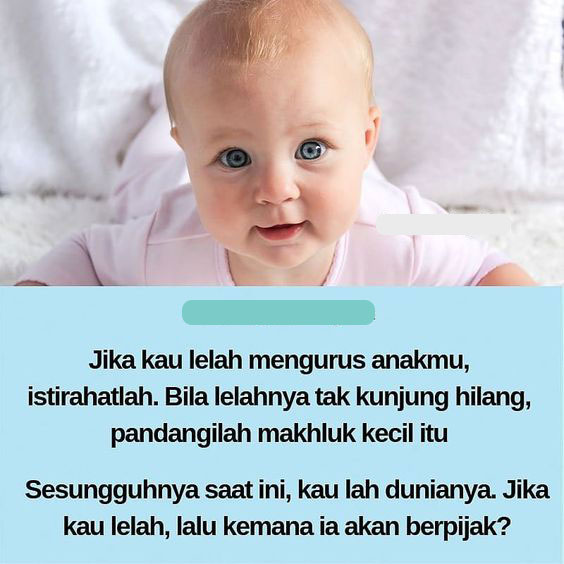 Jika kau lelah mengurus anakmu,
istirahatlah. Bila lelahnya tak kunjung hilang,
pandangilah makhluk kecil itu
Sesungguhnya saat ini, kau lah dunianya. Jika
kau lelah, lalu kemana ia akan berpijak?